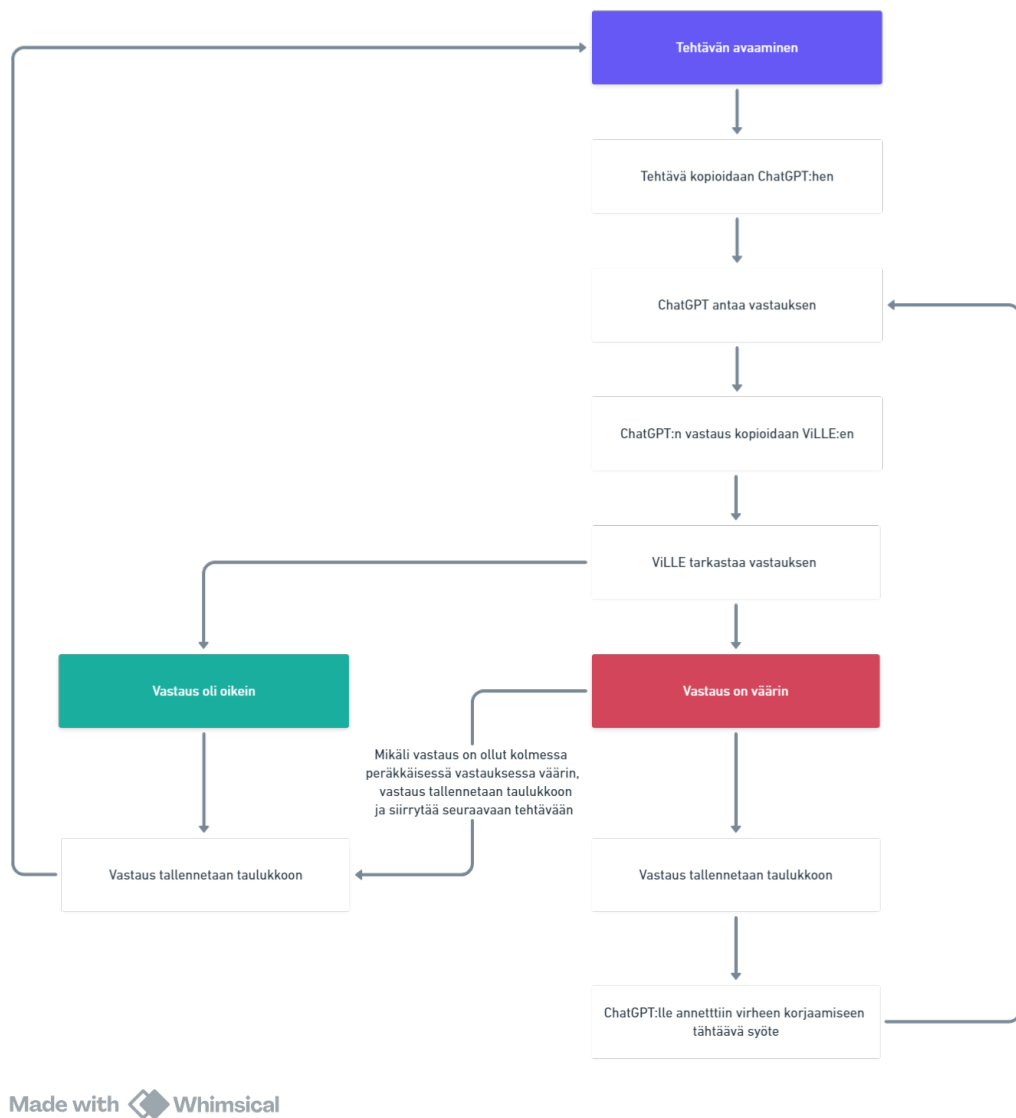 Tehtävän avaaminen
Tehtävä kopioidaan ChatGPT:hen
ChatGPT antaa vastauksen
ChatGPT:n vastaus kopioidaan ViLLE:en
ViLLE tarkastaa vastauksen
Vastaus oli oikein
Vastaus on väärin
Mikäli vastaus on ollut kolmessa
peräkkäisessä vastauksessa väärin,
vastaus tallennetaan taulukkoon
ja siirrytää seuraavaan tehtävään
Vastaus tallennetaan taulukkoon
Vastaus tallennetaan taulukkoon
ChatGPT:lle annetttiin virheen korjaamiseen
tähtäävä syöte
Made with Whimsical